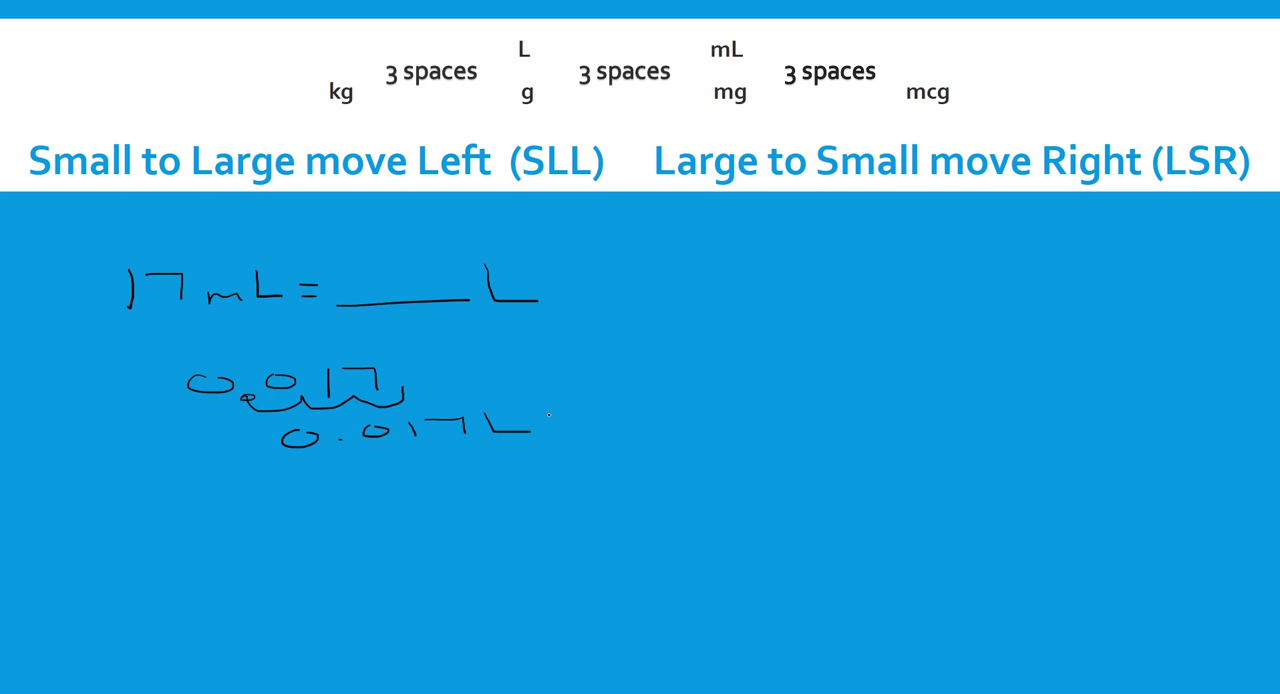 L mL
3 spaces 3 spaces 3 spaces
kg g mg mcg
Small to Large move Left (SLL) Large to Small move Right (LSR)
17 mL = ______ L
0.017
0.017 L